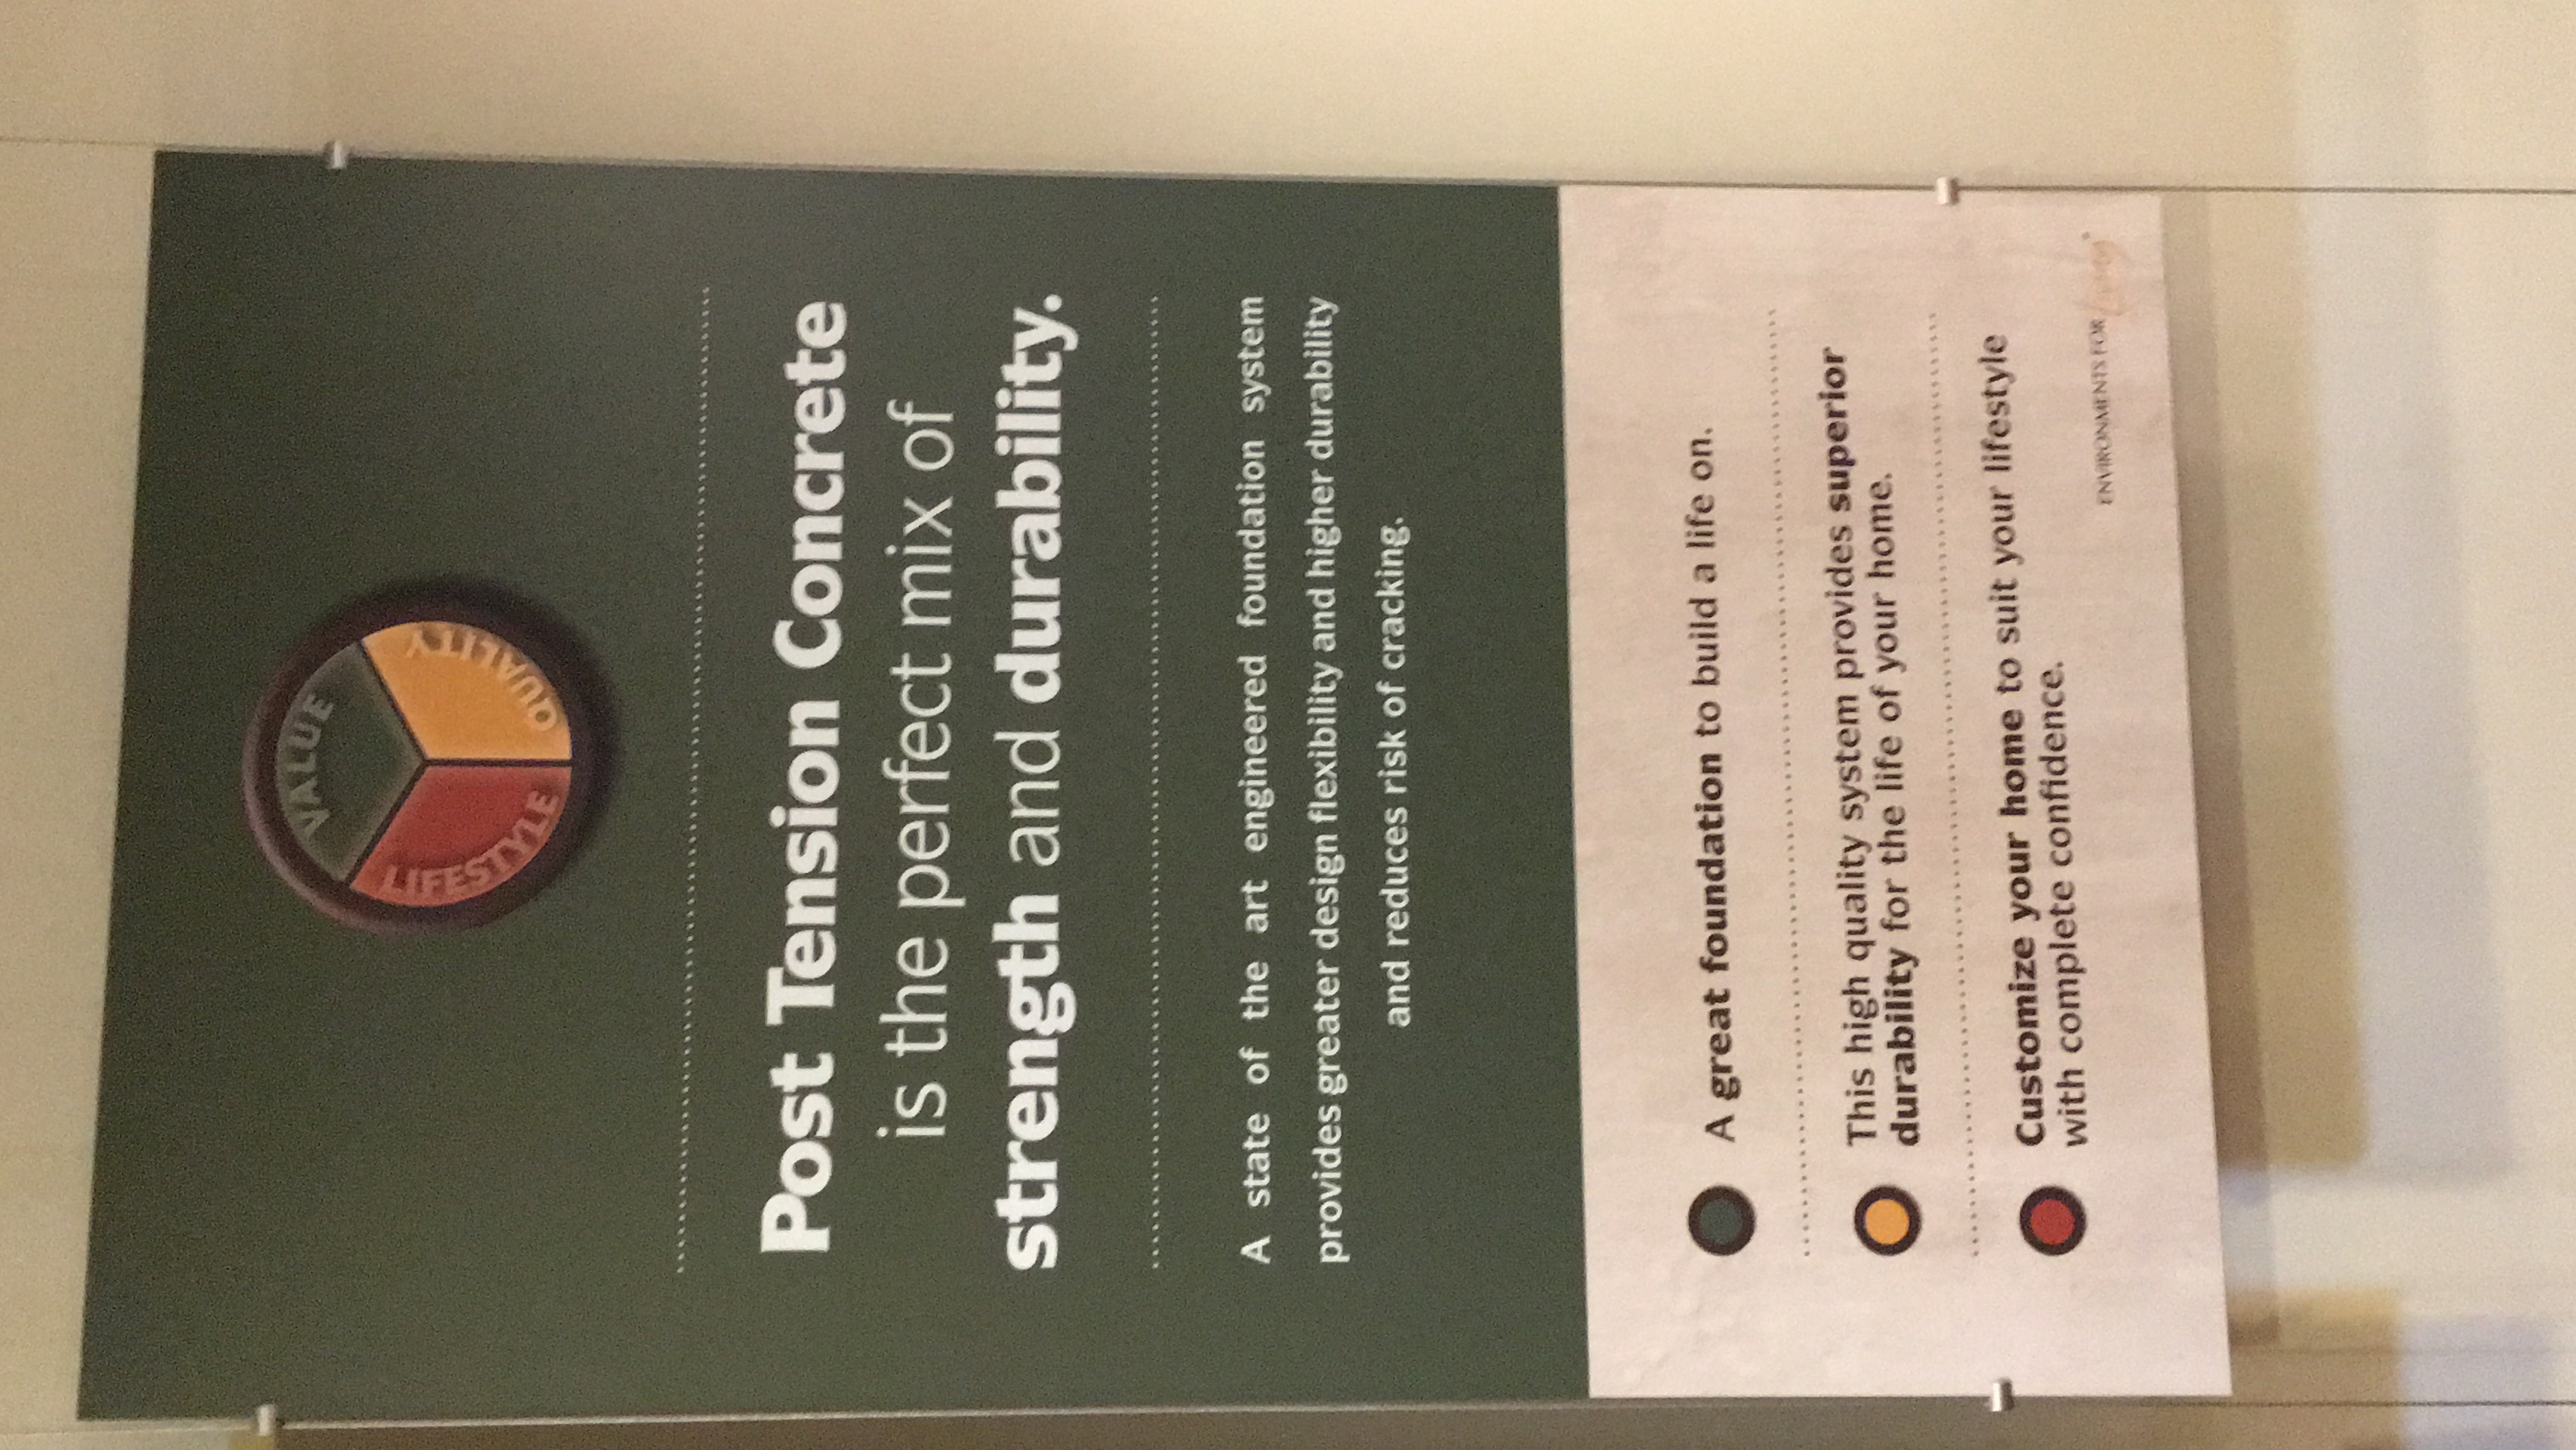 VALUE
LIFESTYLE
QUALITY
Post Tension Concrete
is the perfect mix of
strength and durability.
A state of the art engineered foundation system
provides greater design flexibility and higher durability
and reduces risk of cracking.
A great foundation to build a life on.
This high quality system provides superior
durability for the life of your home.
Customize your home to suit your lifestyle
with complete confidence.
ENVIRONMENTS FOR Living